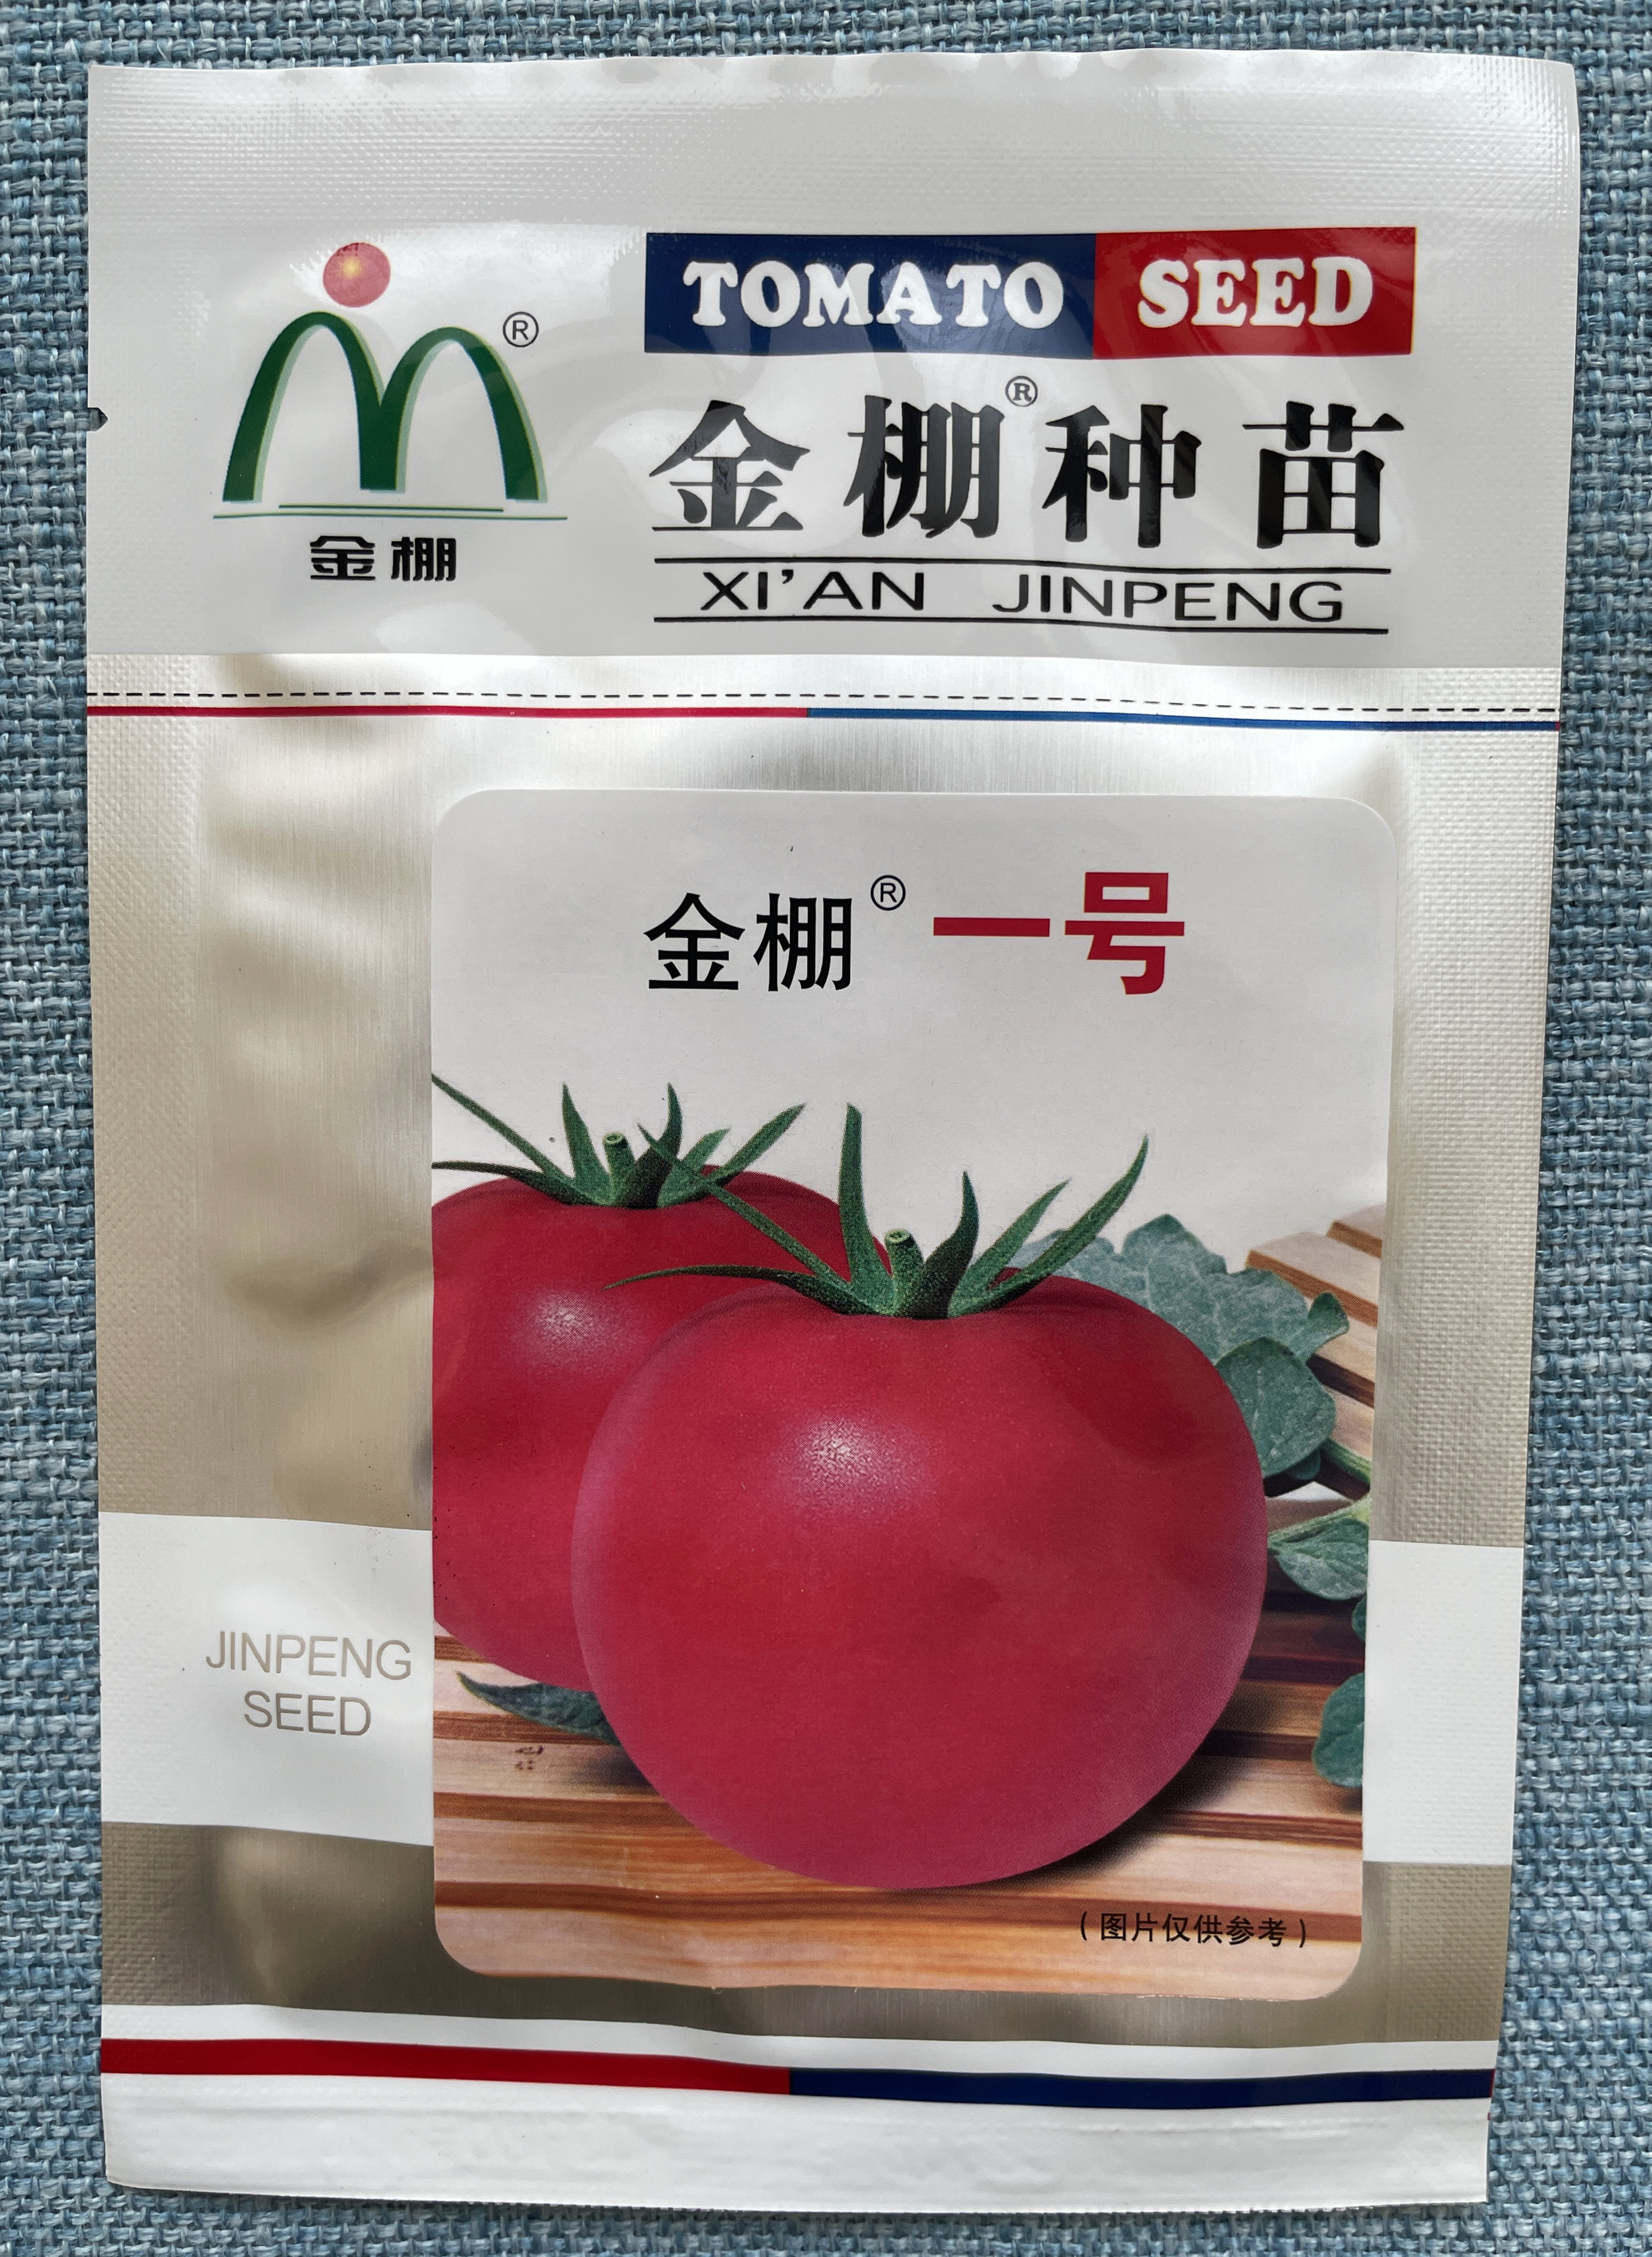 TOMATO SEED
®
金棚
金棚®种苗
XI'AN JINPENG
金棚® 一号
JINPENG
SEED
(图片仅供参考)